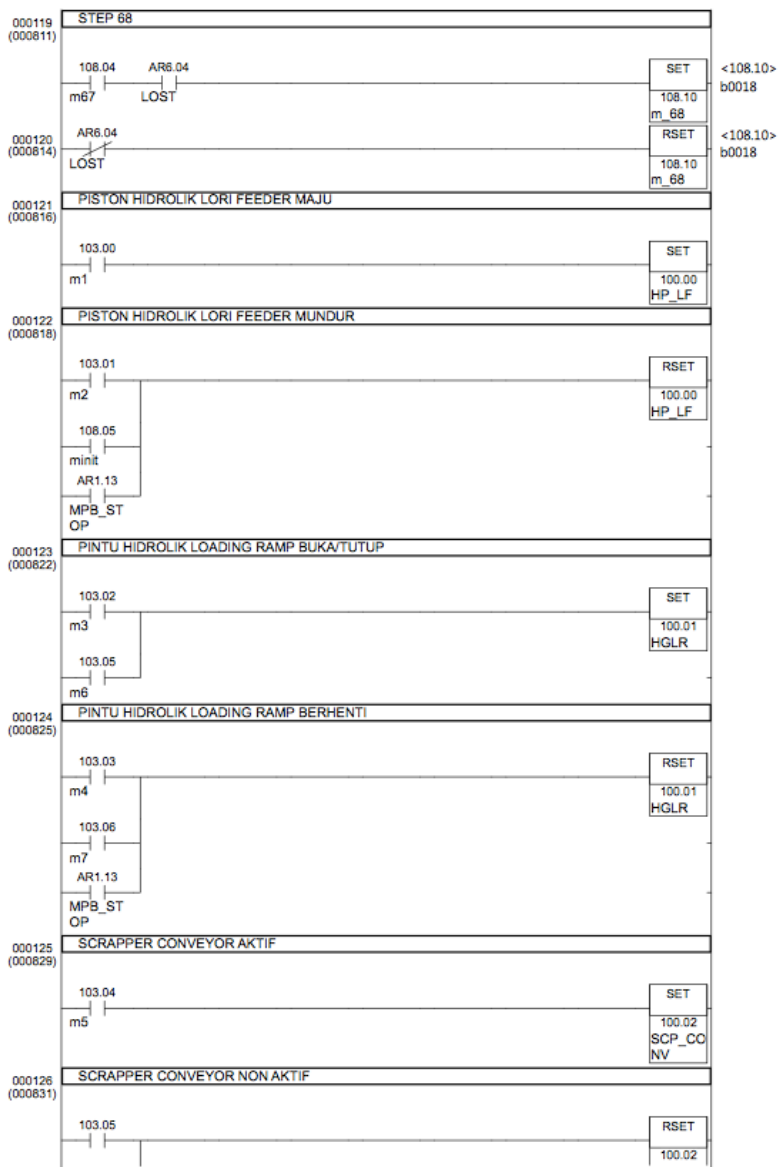 000119
(000811)
STEP 68
108.04
AR6.04
SET
<108.10>
b0018
m67
LOST
108.10
m_68
000120
(000814)
AR6.04
RSET
<108.10>
b0018
LOST
108.10
m_68
000121
(000816)
PISTON HIDROLIK LORI FEEDER MAJU
103.00
SET
m1
100.00
HP_LF
000122
(000818)
PISTON HIDROLIK LORI FEEDER MUNDUR
103.01
RSET
m2
100.00
HP_LF
108.05
minit
AR1.13
MPB_ST
OP
000123
(000822)
PINTU HIDROLIK LOADING RAMP BUKA/TUTUP
103.02
SET
m3
100.01
HGLR
103.05
m6
000124
(000825)
PINTU HIDROLIK LOADING RAMP BERHENTI
103.03
RSET
m4
100.01
HGLR
103.06
m7
AR1.13
MPB_ST
OP
000125
(000829)
SCRAPPER CONVEYOR AKTIF
103.04
SET
m5
100.02
SCP_CO
NV
000126
(000831)
SCRAPPER CONVEYOR NON AKTIF
103.05
RSET
100.02